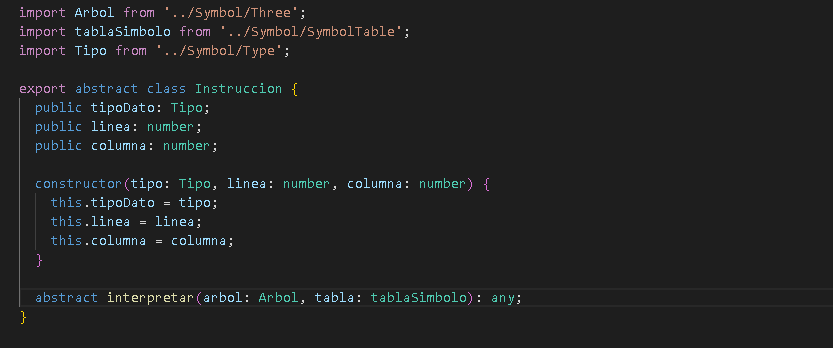 import Arbol from '../Symbol/Three';
import tablaSimbolo from '../Symbol/SymbolTable';
import Tipo from '../Symbol/Type';
export abstract class Instruccion {
public tipoDato: Tipo;
public linea: number;
public columna: number;
constructor(tipo: Tipo, linea: number, columna: number) {
this.tipoDato = tipo;
this.linea = linea;
this.columna = columna;
}
abstract interpretar(arbol: Arbol, tabla: tablaSimbolo): any;
}